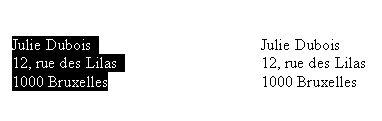 Julie Dubois
12, rue des Lilas
1000 Bruxelles
Julie Dubois
12, rue des Lilas
1000 Bruxelles